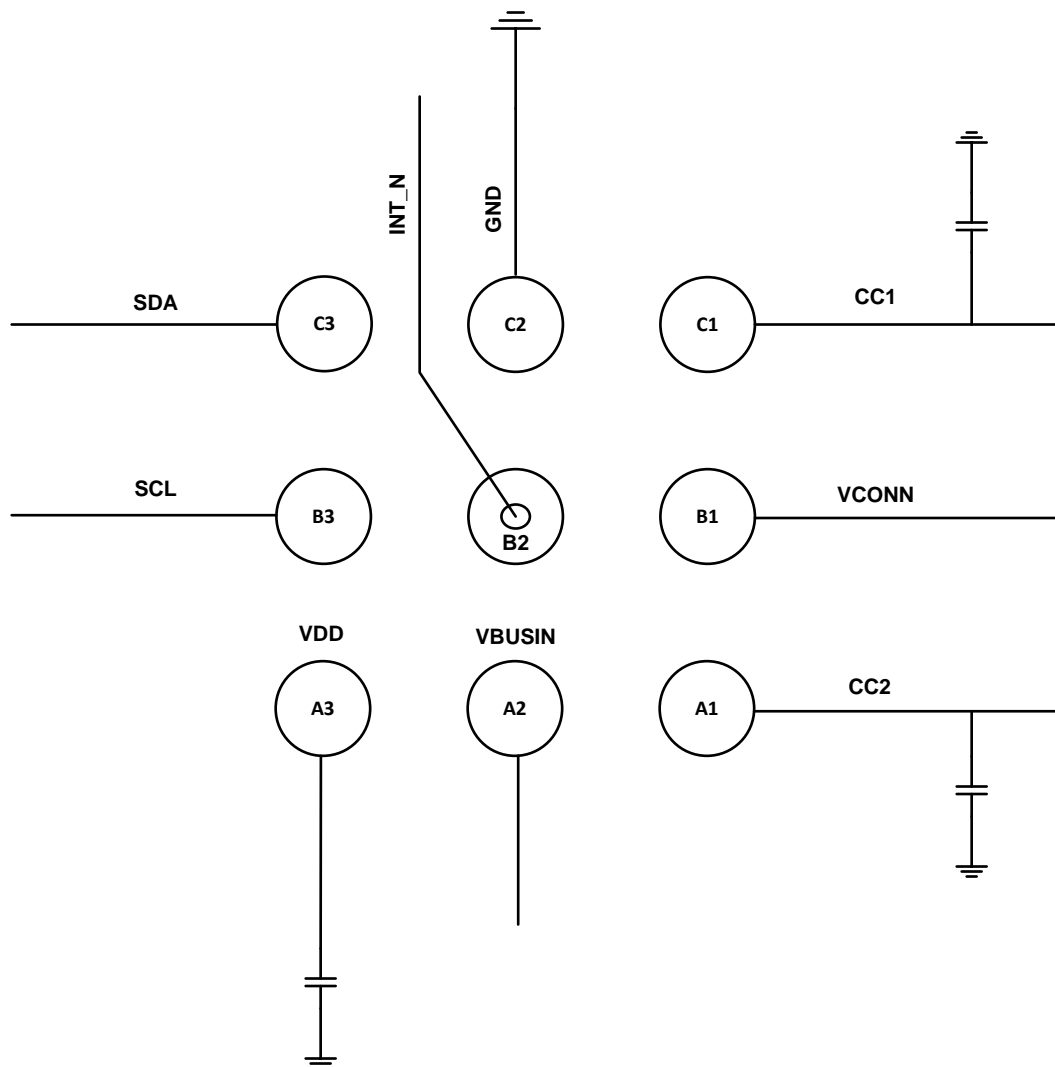 INT_N
GND
SDA
CC1
C3
C2
C1
SCL
VCONN
B3
B2
B1
VDD
VBUSIN
CC2
A3
A2
A1